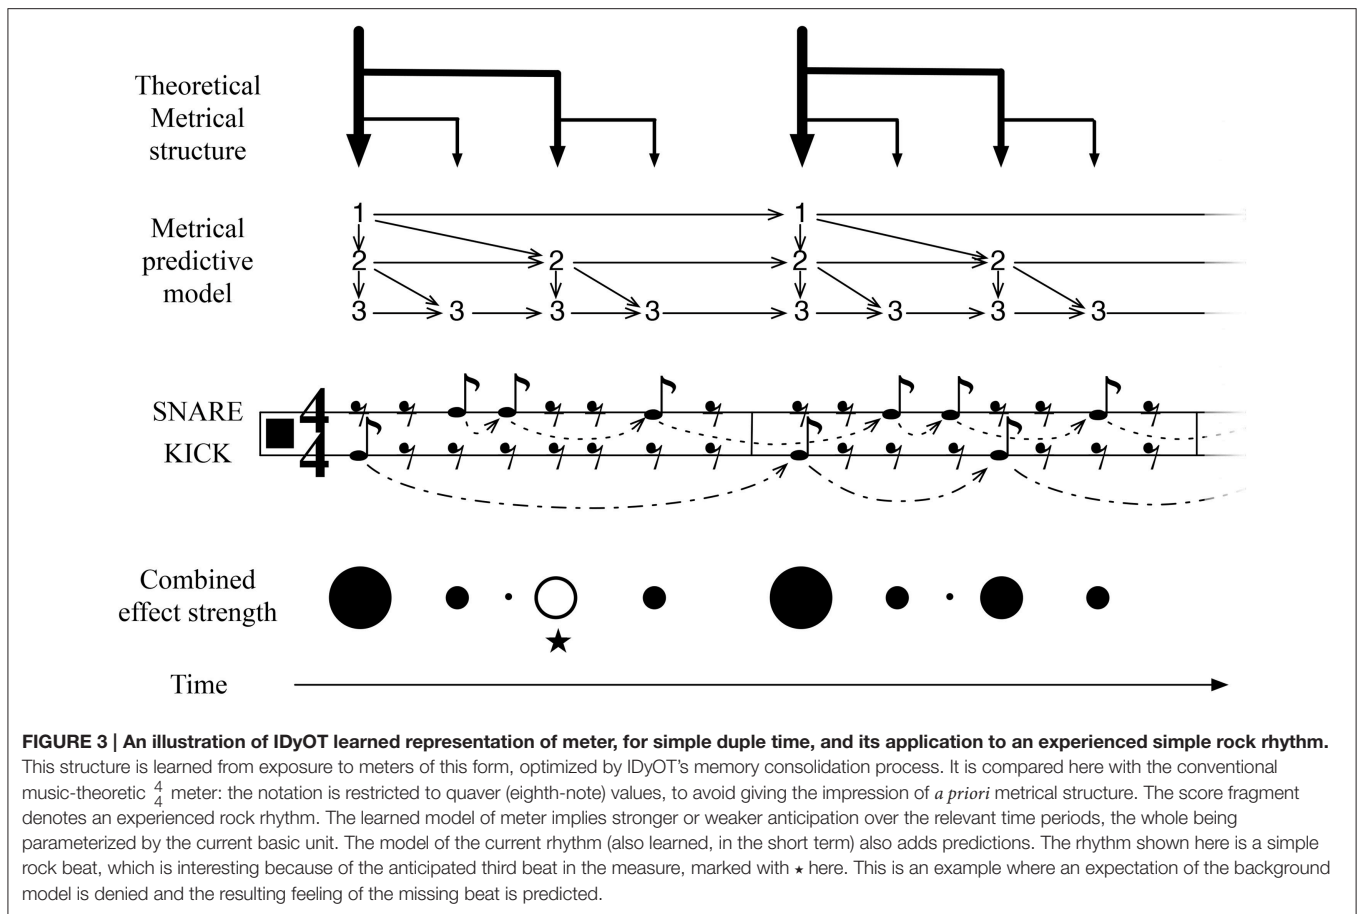 Theoretical
Metrical
structure
Metrical
predictive
model
1 1
2 2 2 2
3 3 3 3 3 3 3 3
SNARE
KICK
4
4
Combined
effect strength
★
Time
FIGURE 3 | An illustration of IDyOT learned representation of meter, for simple duple time, and its application to an experienced simple rock rhythm.
This structure is learned from exposure to meters of this form, optimized by IDyOT’s memory consolidation process. It is compared here with the conventional
music-theoretic 4/4 meter: the notation is restricted to quaver (eighth-note) values, to avoid giving the impression of a priori metrical structure. The score fragment
denotes an experienced rock rhythm. The learned model of meter implies stronger or weaker anticipation over the relevant time periods, the whole being
parameterized by the current basic unit. The model of the current rhythm (also learned, in the short term) also adds predictions. The rhythm shown here is a simple
rock beat, which is interesting because of the anticipated third beat in the measure, marked with ⋆ here. This is an example where an expectation of the background
model is denied and the resulting feeling of the missing beat is predicted.